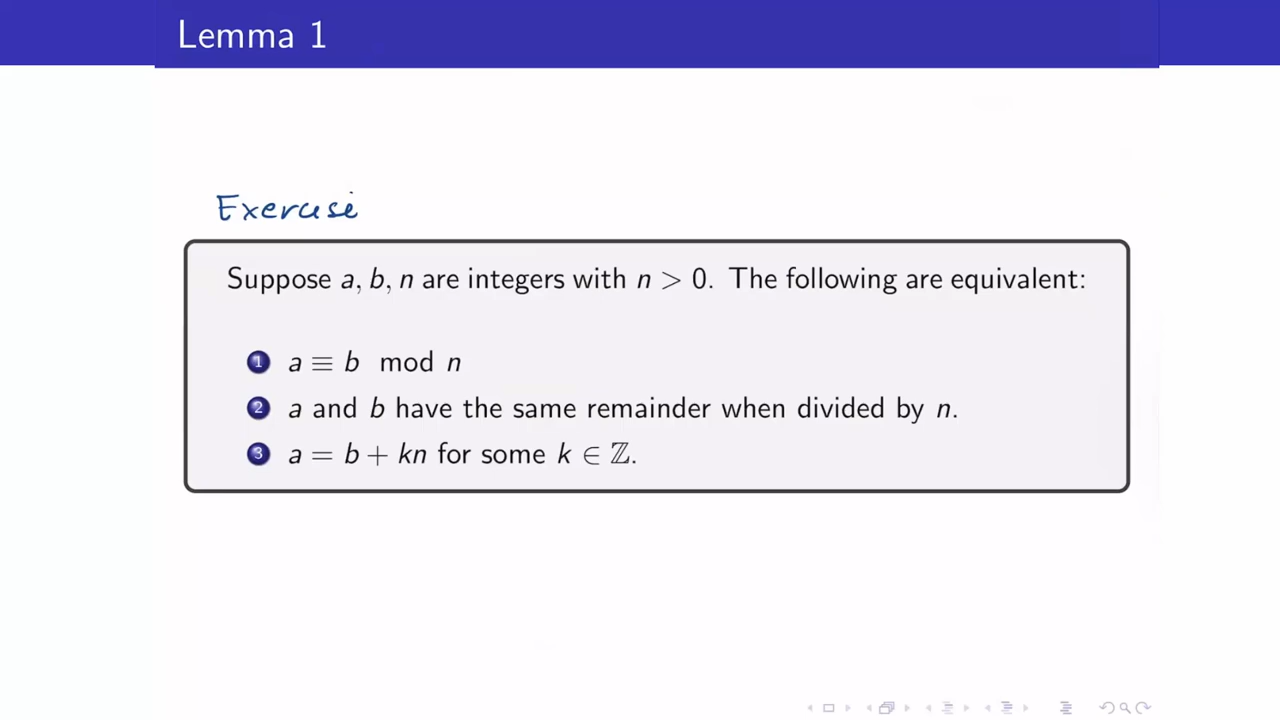 Lemma 1
Exercise
Suppose a, b, n are integers with n > 0. The following are equivalent:
1 a ≡ b mod n
2 a and b have the same remainder when divided by n.
3 a = b + kn for some k ∈ ℤ.